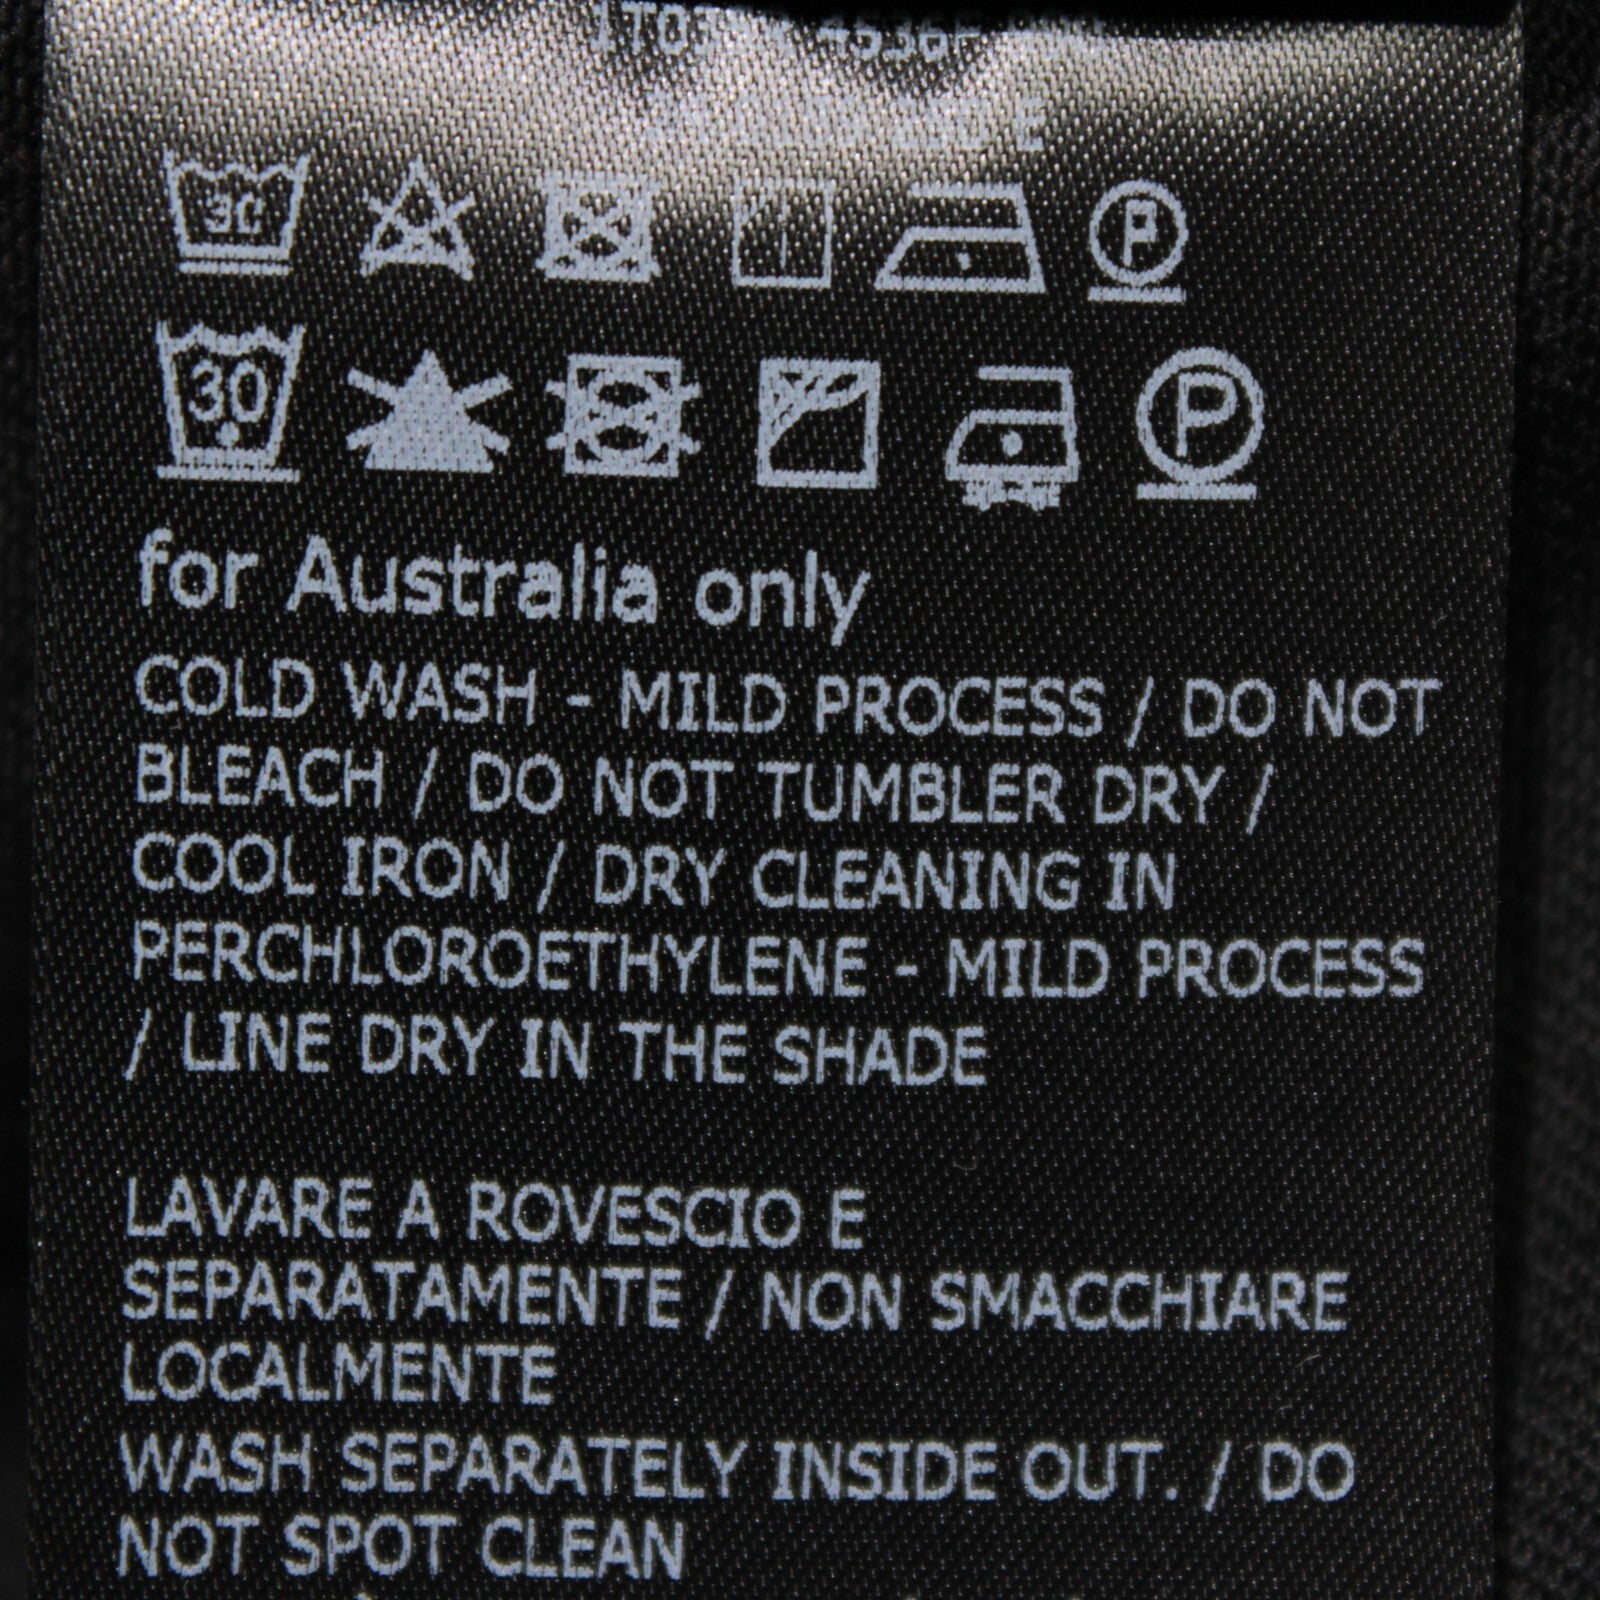 30
P
30
P
for Australia only
COLD WASH - MILD PROCESS / DO NOT
BLEACH / DO NOT TUMBLER DRY /
COOL IRON / DRY CLEANING IN
PERCHLOROETHYLENE - MILD PROCESS
/ LINE DRY IN THE SHADE
LAVARE A ROVESCIO E
SEPARATAMENTE / NON SMACCHIARE
LOCALMENTE
WASH SEPARATELY INSIDE OUT. / DO
NOT SPOT CLEAN